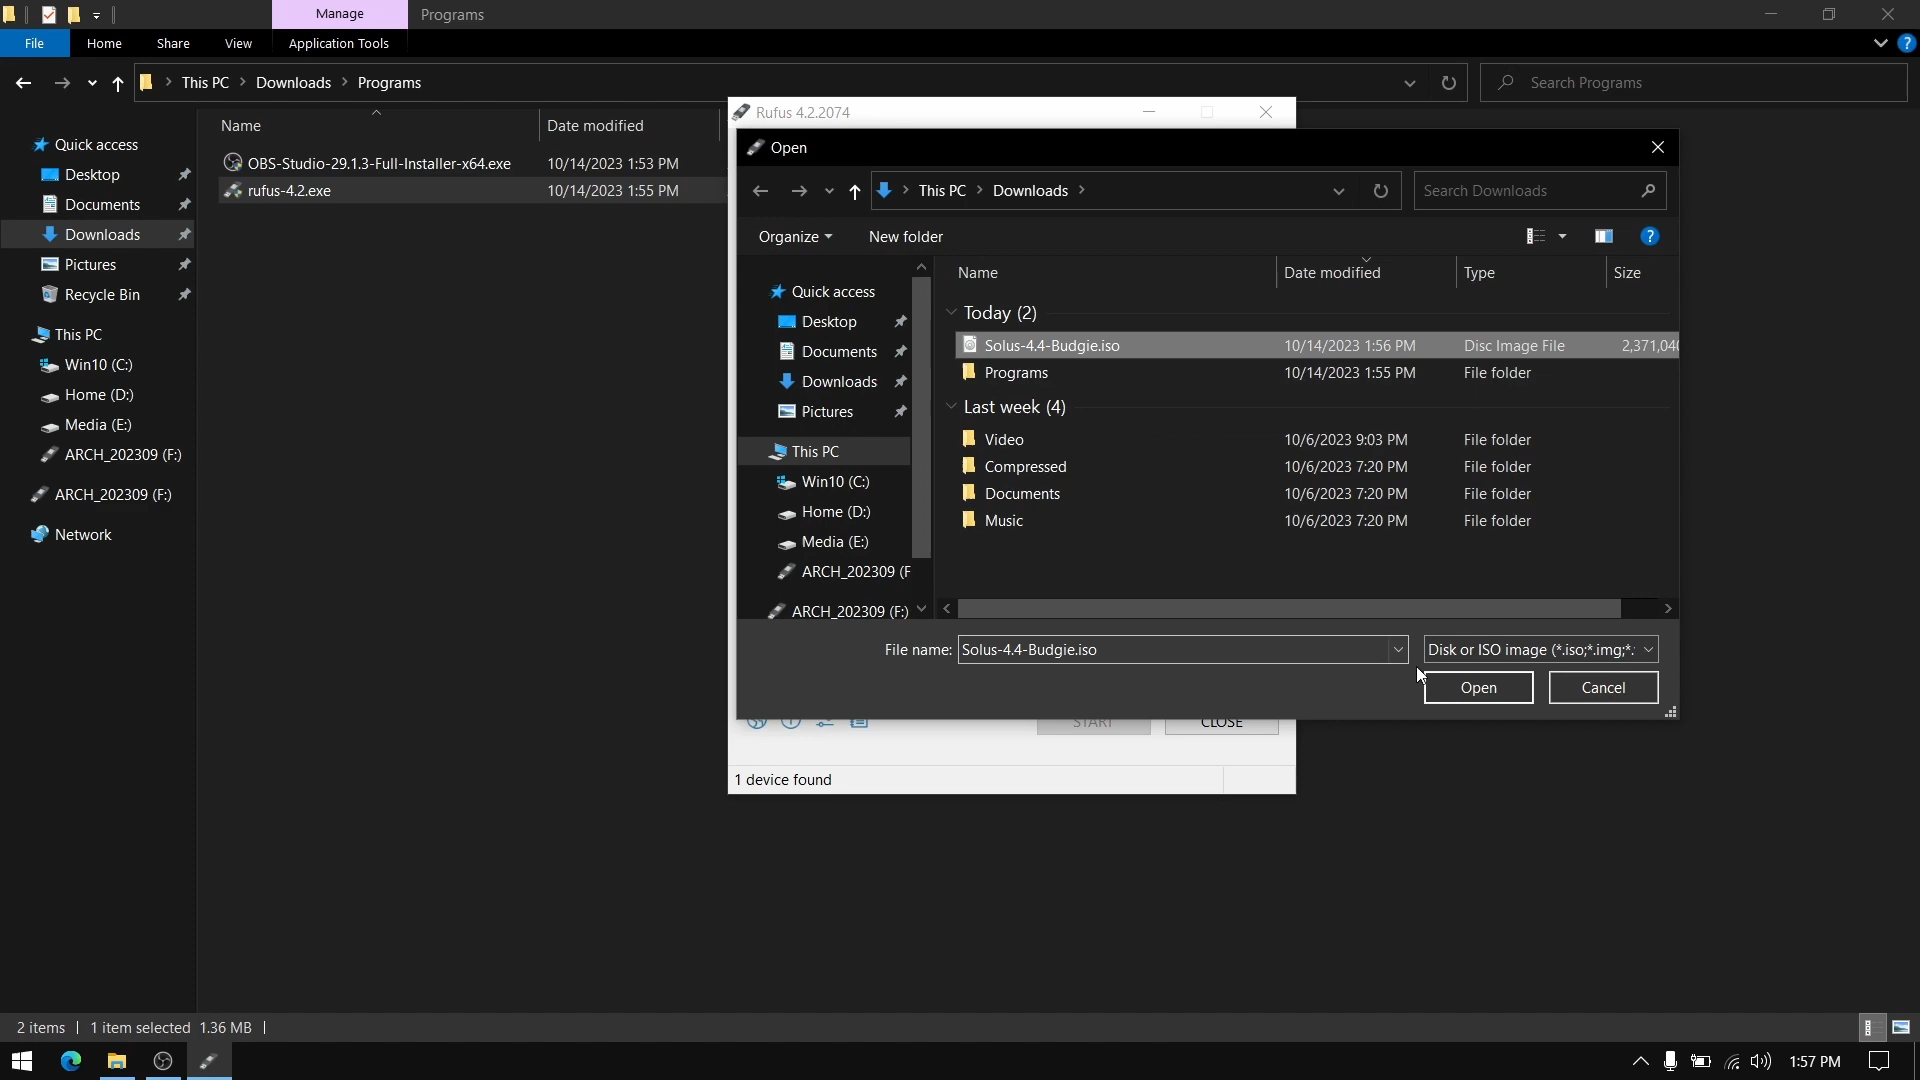 Manage
Programs
File
Home
Share
View
Application Tools
This PC
Downloads
Programs
Search Programs
Name
Date modified
OBS-Studio-29.1.3-Full-Installer-x64.exe
10/14/2023 1:53 PM
rufus-4.2.exe
10/14/2023 1:55 PM
Quick access
Desktop
Documents
Downloads
Pictures
Recycle Bin
This PC
Win10 (C:)
Home (D:)
Media (E:)
ARCH_202309 (F:)
ARCH_202309 (F:)
Network
Rufus 4.2.2074
Open
This PC
Downloads
Search Downloads
Organize
New folder
Quick access
Desktop
Documents
Downloads
Pictures
This PC
Win10 (C:)
Home (D:)
Media (E:)
ARCH_202309 (F
ARCH_202309 (F:)
Name
Date modified
Type
Size
Today (2)
Solus-4.4-Budgie.iso
10/14/2023 1:56 PM
Disc Image File
2,371,040
Programs
10/14/2023 1:55 PM
File folder
Last week (4)
Video
10/6/2023 9:03 PM
File folder
Compressed
10/6/2023 7:20 PM
File folder
Documents
10/6/2023 7:20 PM
File folder
Music
10/6/2023 7:20 PM
File folder
File name:
Solus-4.4-Budgie.iso
Disk or ISO image (*.iso;*.img;*.
Open
Cancel
START
CLOSE
1 device found
2 items
1 item selected 1.36 MB
1:57 PM